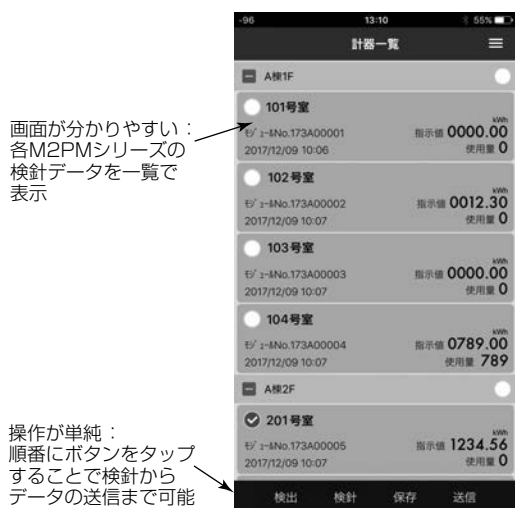 -96 13:10 55%
計器一覧
A棟1F
101号室
ﾓｼﾞｭｰﾙNo.173A00001
2017/12/09 10:06
kWh
指示値 0000.00
使用量 0
102号室
ﾓｼﾞｭｰﾙNo.173A00002
2017/12/09 10:07
kWh
指示値 0012.30
使用量 0
103号室
ﾓｼﾞｭｰﾙNo.173A00003
2017/12/09 10:07
kWh
指示値 0000.00
使用量 0
104号室
ﾓｼﾞｭｰﾙNo.173A00004
2017/12/09 10:07
kWh
指示値 0789.00
使用量 789
A棟2F
201号室
ﾓｼﾞｭｰﾙNo.173A00005
2017/12/09 10:07
kWh
指示値 1234.56
使用量 0
検出 検針 保存 送信
画面が分かりやすい：
各M2PMシリーズの
検針データを一覧で
表示
操作が単純：
順番にボタンをタップ
することで検針から
データの送信まで可能